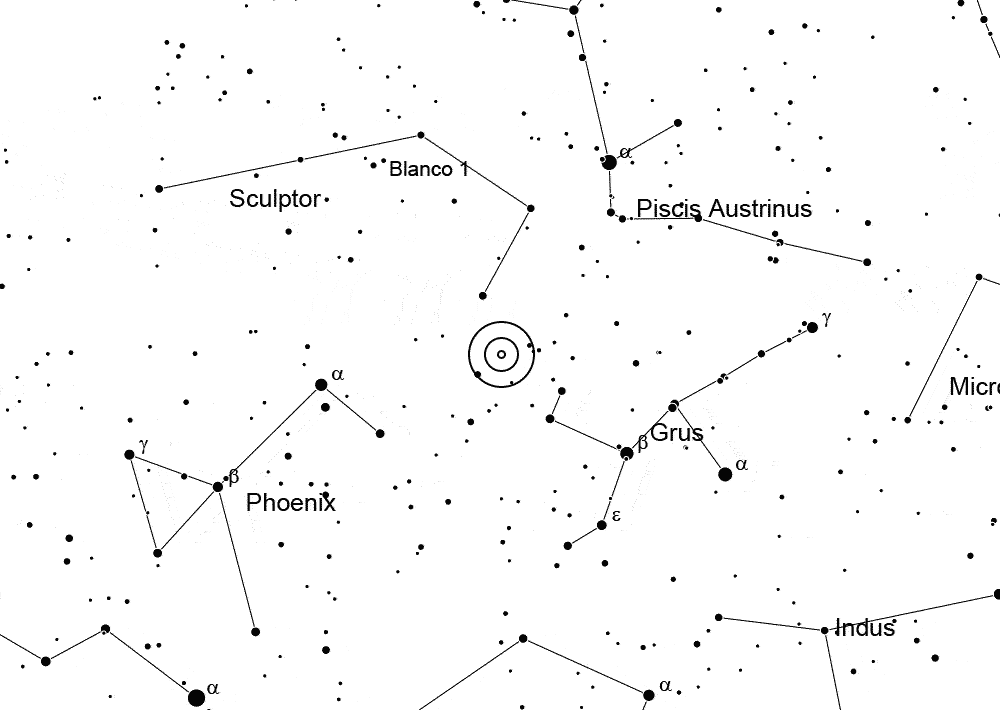 α
Blanco 1
Sculptor
Piscis Austrinus
γ
α
Micro
γ
β
Grus
α
β
Phoenix
ε
Indus
α
α